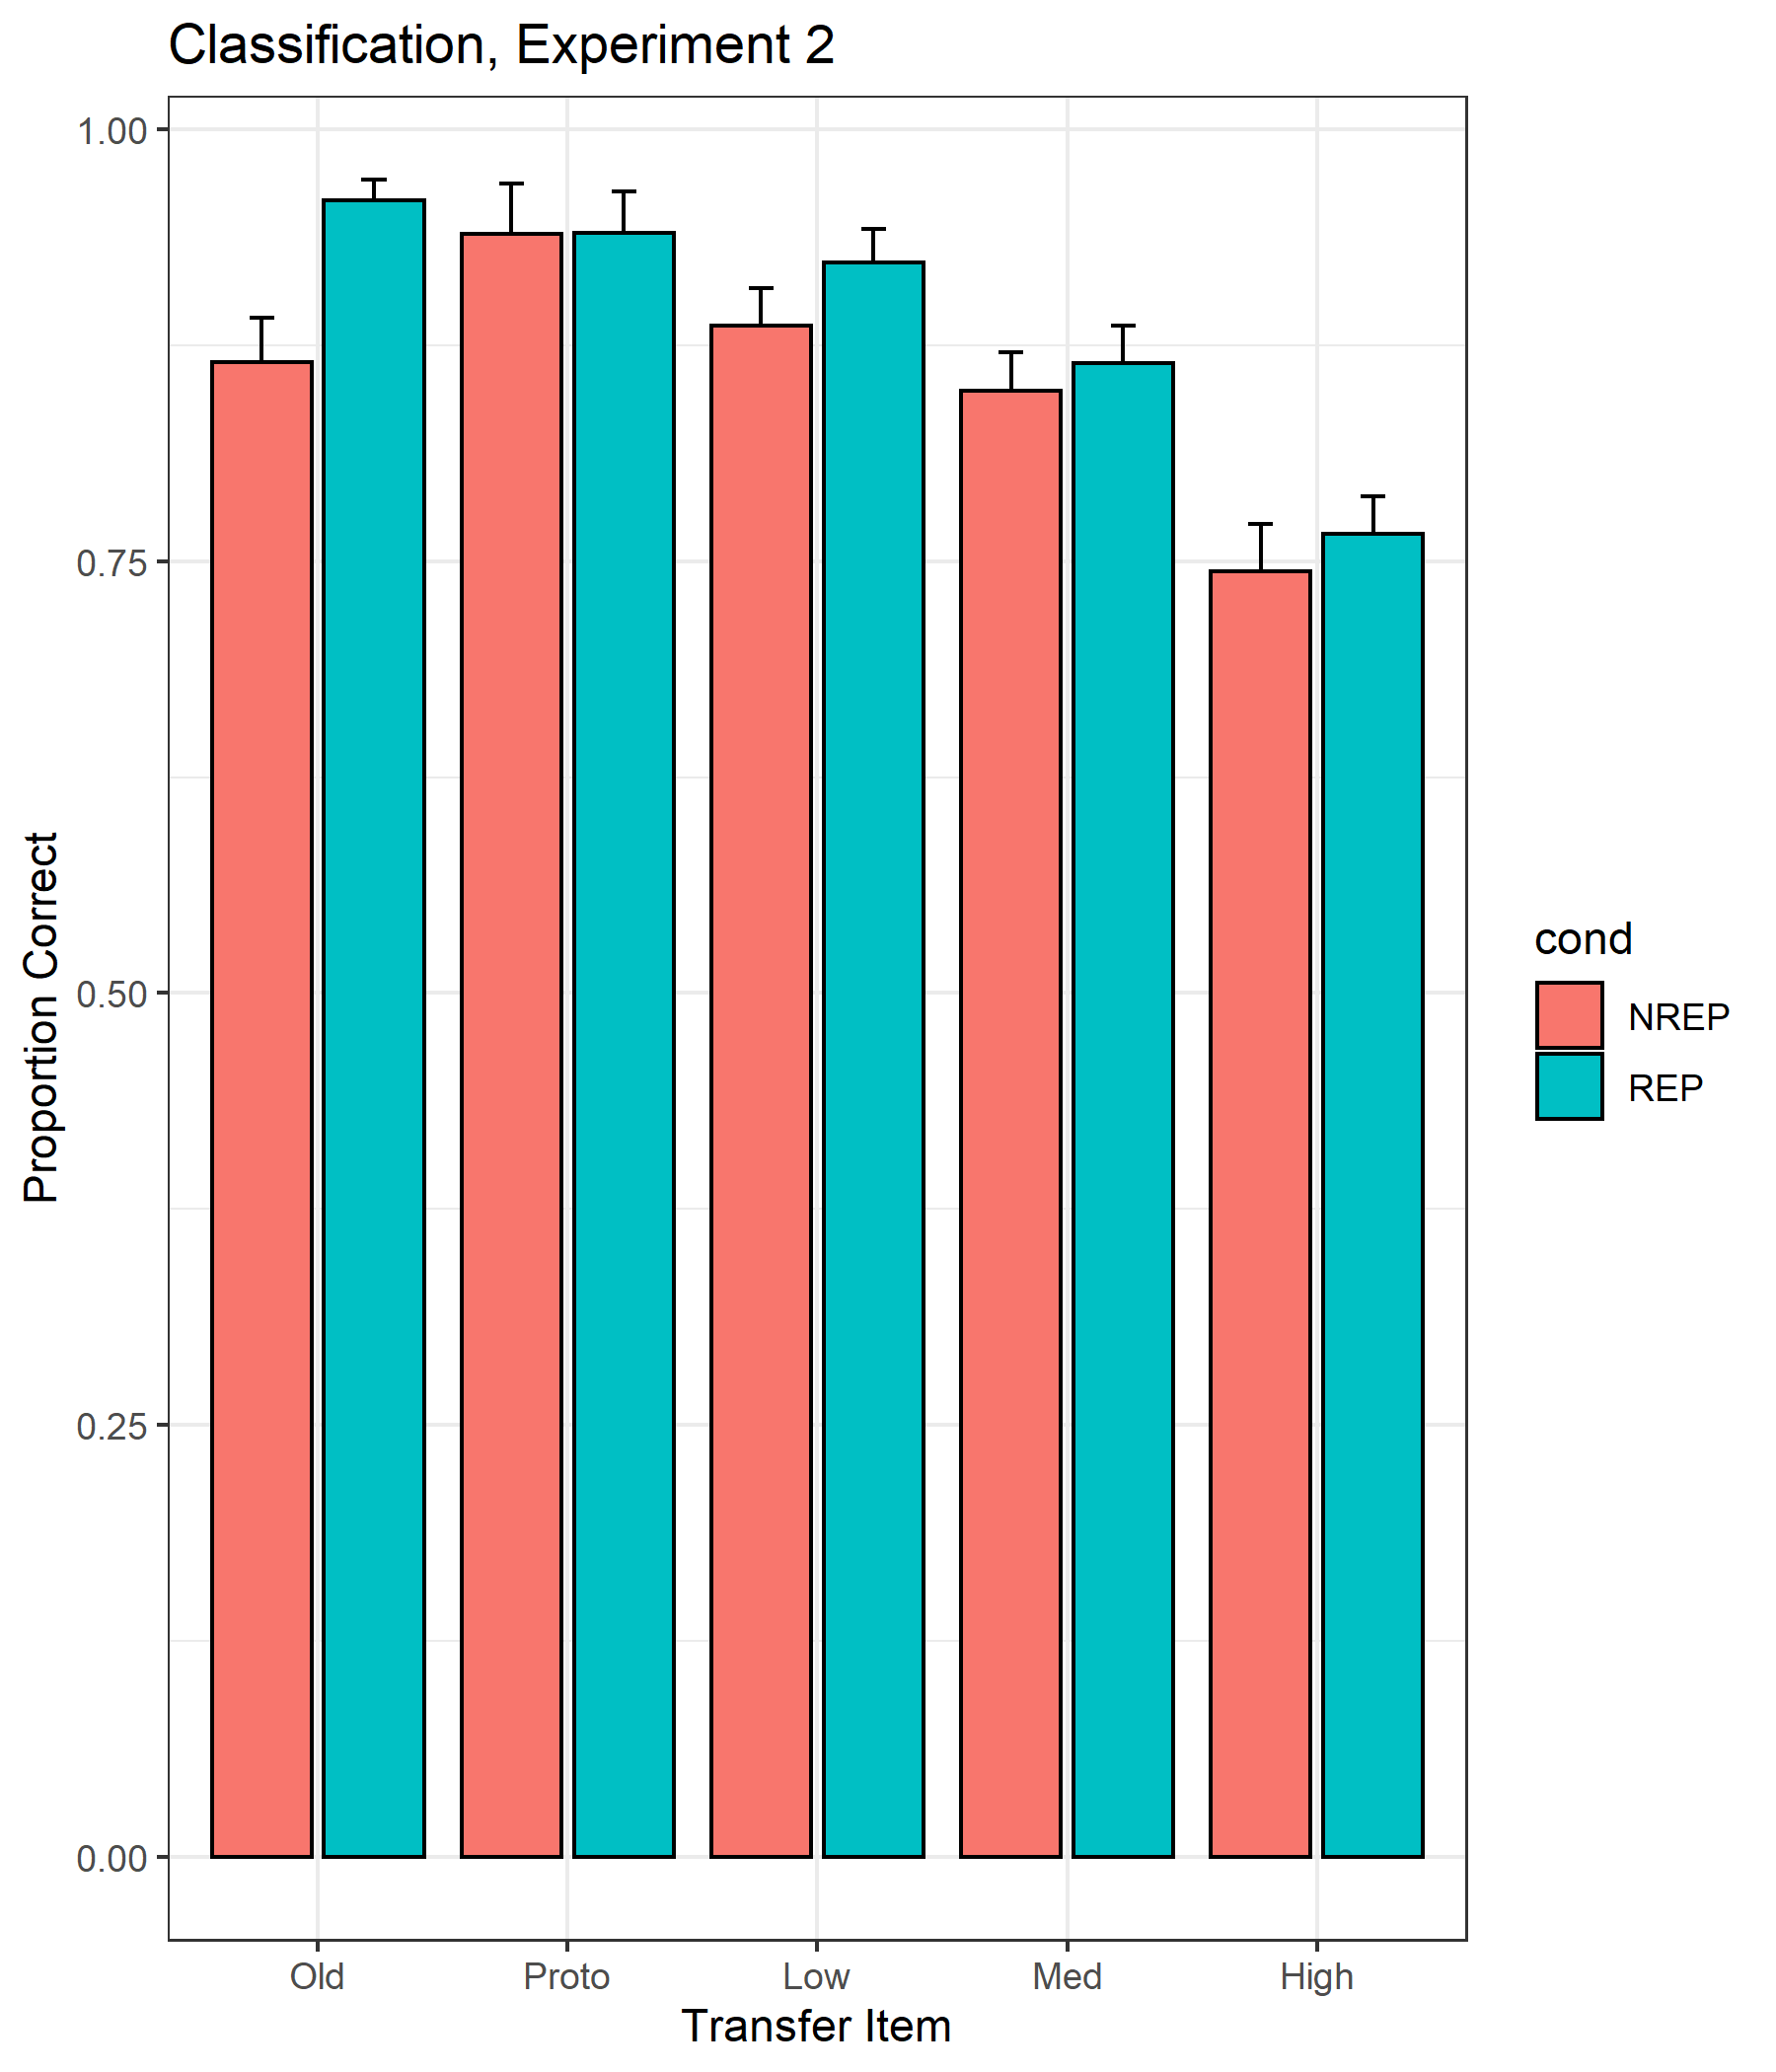 Classification, Experiment 2
1.00
0.75
0.50
0.25
0.00
Proportion Correct
Old Proto Low Med High
Transfer Item
cond
NREP
REP